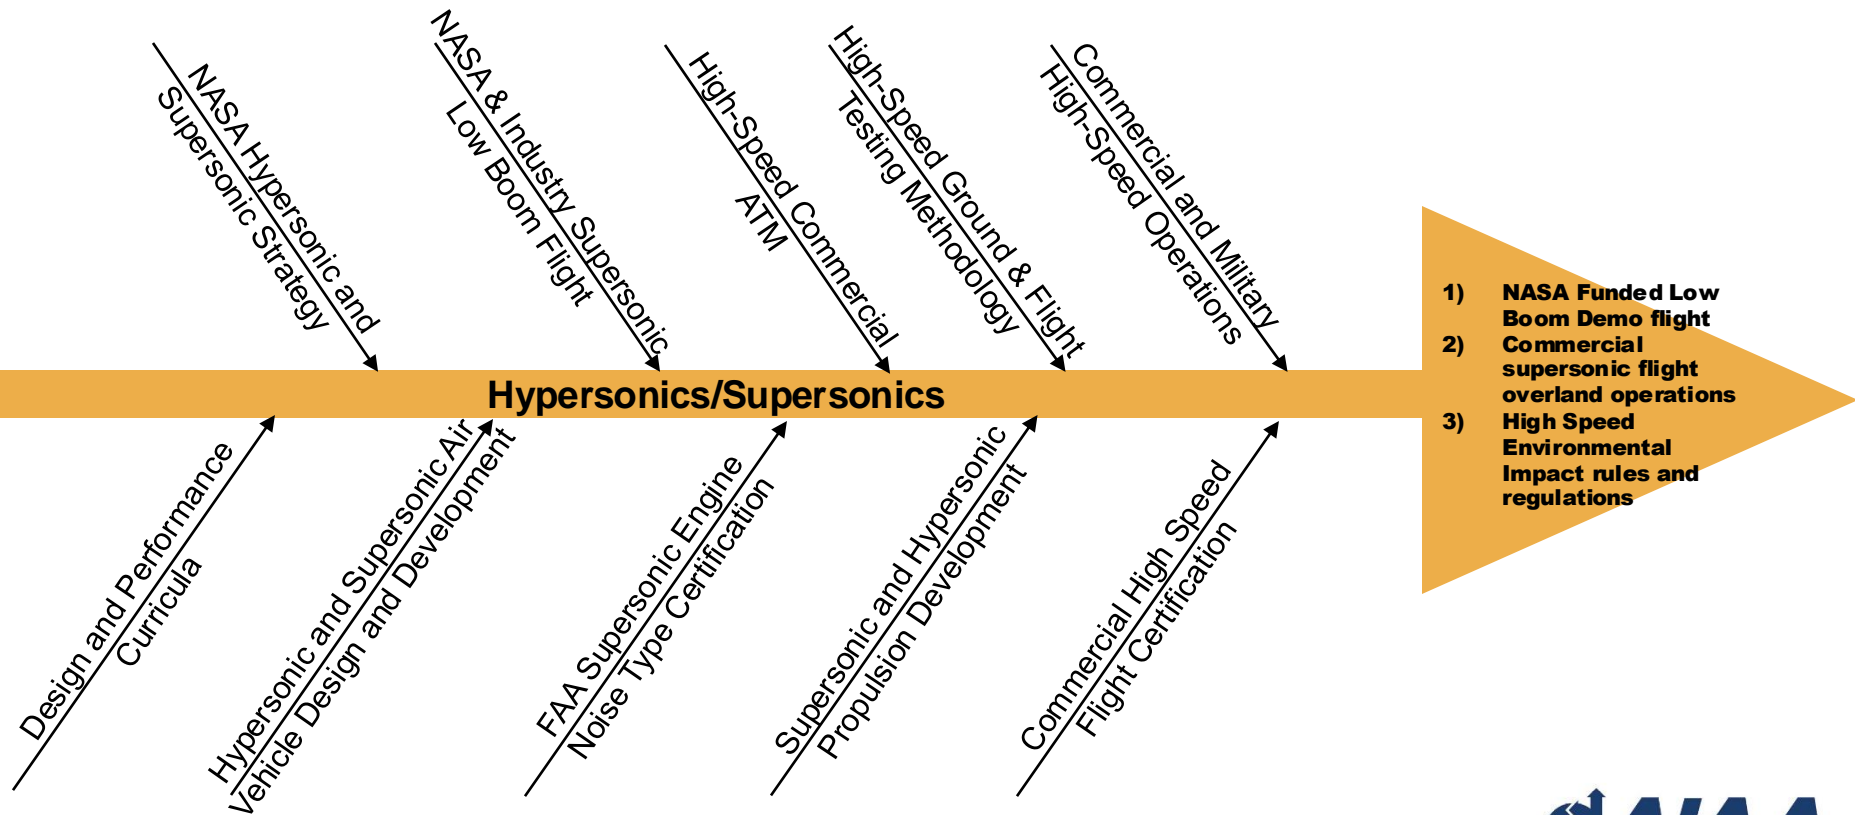 NASA Hypersonic and
Supersonic Strategy
NASA & Industry Supersonic
Low Boom Flight
High-Speed Commercial
ATM
High-Speed Ground & Flight
Testing Methodology
Commercial and Military
High-Speed Operations
Hypersonics/Supersonics
1) NASA Funded Low
Boom Demo flight
2) Commercial
supersonic flight
overland operations
3) High Speed
Environmental
Impact rules and
regulations
Design and Performance
Curricula
Hypersonic and Supersonic Air
Vehicle Design and Development
FAA Supersonic Engine
Noise Type Certification
Supersonic and Hypersonic
Propulsion Development
Commercial High Speed
Flight Certification